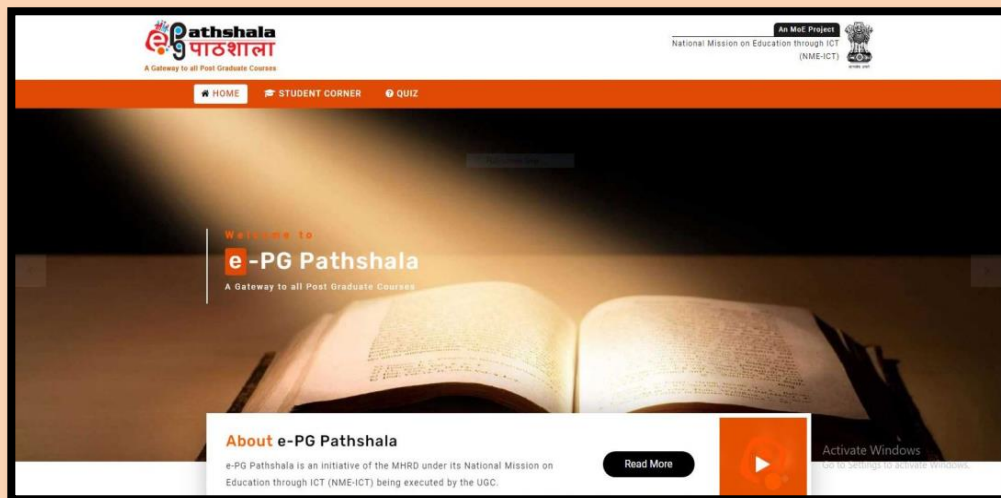 e Pathshala
pg पाठशाला
A Gateway to all Post Graduate Courses
An MoE Project
National Mission on Education through ICT
(NME-ICT)
HOME STUDENT CORNER QUIZ
Welcome to
e-PG Pathshala
A Gateway to all Post Graduate Courses
About e-PG Pathshala
e-PG Pathshala is an initiative of the MHRD under its National Mission on
Education through ICT (NME-ICT) being executed by the UGC.
Read More
Activate Windows
Go to Settings to activate Windows.